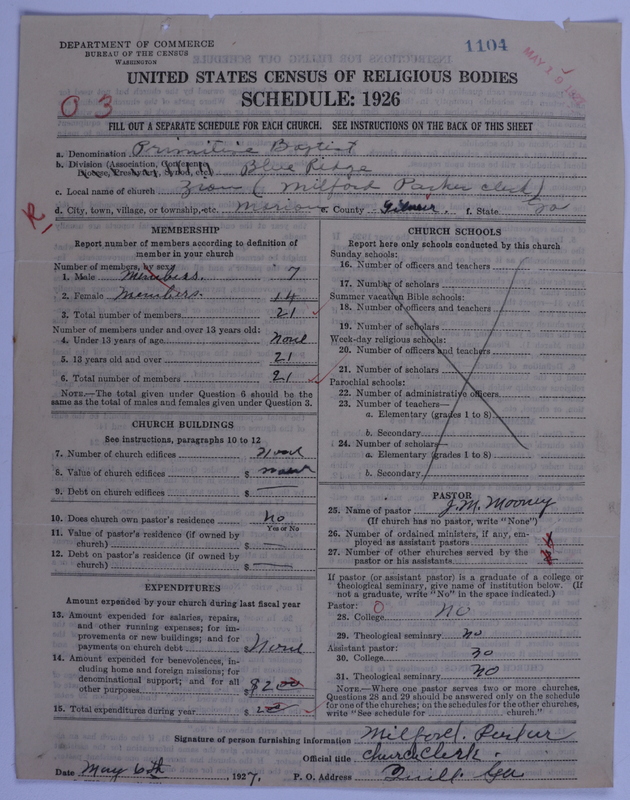 DEPARTMENT OF COMMERCE
BUREAU OF THE CENSUS
WASHINGTON
1104
MAY 19 1927
UNITED STATES CENSUS OF RELIGIOUS BODIES
SCHEDULE: 1926
03
FILL OUT A SEPARATE SCHEDULE FOR EACH CHURCH. SEE INSTRUCTIONS ON THE BACK OF THIS SHEET
a. Denomination Primitive Baptist
b. Division (Association, Conference, Diocese, Presbytery, Synod, etc.) Blue Ridge
c. Local name of church Zion (Milford Parker clerk)
d. City, town, village, or township, etc. Marion e. County Gilmer. f. State Ga
R
MEMBERSHIP
Report number of members according to definition of
member in your church
Number of members, by sex:
1. Male Members. 7
2. Female Members. 14
3. Total number of members 21
Number of members under and over 13 years old:
4. Under 13 years of age None
5. 13 years old and over 21
6. Total number of members 21
NOTE.—The total given under Question 6 should be
same as the total of males and females given under Question 3.
CHURCH BUILDINGS
See instructions, paragraphs 10 to 12
7. Number of church edifices
8. Value of church edifices $
9. Debt on church edifices $
10. Does church own pastor's residence No
Yes or No
11. Value of pastor's residence (if owned by
church) $
12. Debt on pastor's residence (if owned by
church) $
EXPENDITURES
Amount expended by your church during last fiscal year
13. Amount expended for salaries, repairs,
and other running expenses; for im-
provements or new buildings; and for
payments on church debt None
14. Amount expended for benevolences, in-
cluding home and foreign missions; for
denominational support; and for all
other purposes $2 00
15. Total expenditures during year $ 2 00
CHURCH SCHOOLS
Report here only schools conducted by this church
Sunday schools:
16. Number of officers and teachers
17. Number of scholars
Summer vacation Bible schools:
18. Number of officers and teachers
19. Number of scholars
Week-day religious schools:
20. Number of officers and teachers
21. Number of scholars
Parochial schools:
22. Number of administrative officers
23. Number of teachers—
a. Elementary (grades 1 to 8)
b. Secondary
24. Number of scholars—
a. Elementary (grades 1 to 8)
b. Secondary
PASTOR
25. Name of pastor J.M. Mooney
(If church has no pastor, write "None")
26. Number of ordained ministers, if any, em-
ployed as assistant pastors
27. Number of other churches served by the
pastor or his assistants
If pastor (or assistant pastor) is a graduate of a college or
theological seminary, give name of institution below. (If
not a graduate, write "No" in the space indicated.)
Pastor: 0
28. College No
29. Theological seminary no
Assistant pastor:
30. College no
31. Theological seminary no
NOTE.—Where one pastor serves two or more churches,
Questions 28 and 29 should be answered only on the schedule
for one of the churches; on the schedules for the other churches,
write "See schedule for church."
Signature of person furnishing information Milford Parker
Official title church clerk.
Date May 6th, 1927. P. O. Address Quill Ga